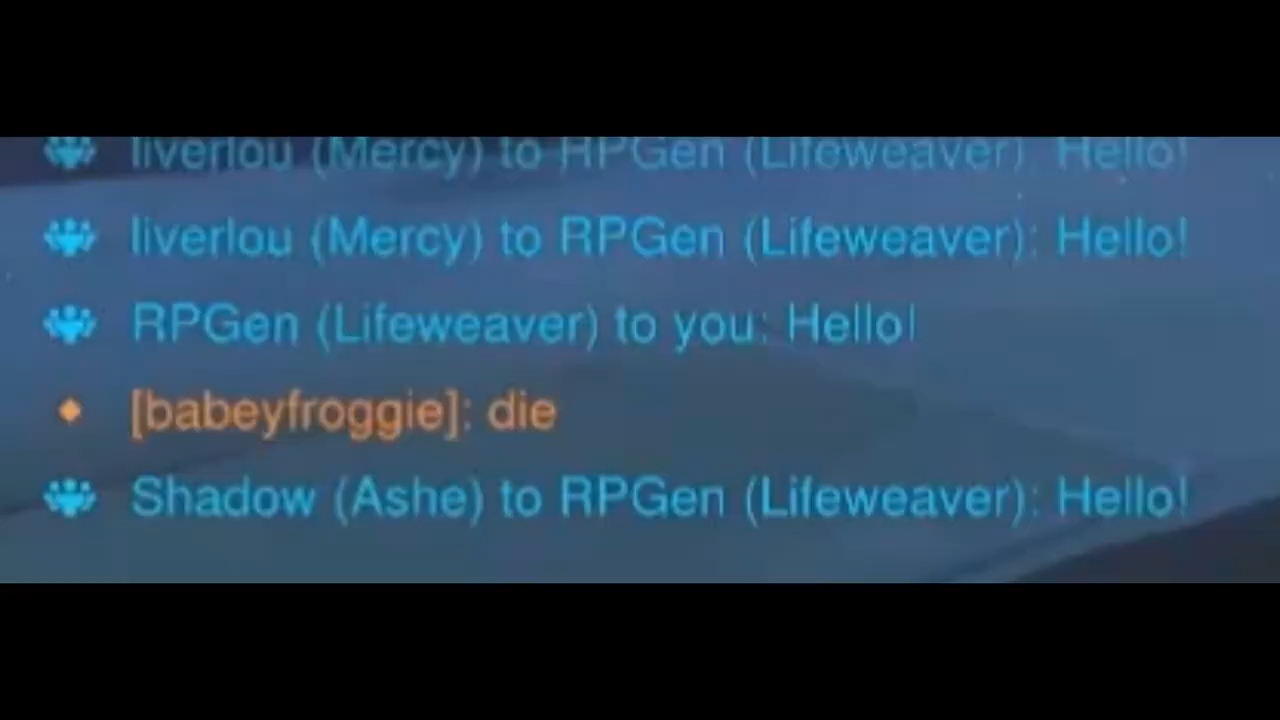 liverlou (Mercy) to RPGen (Lifeweaver): Hello!
liverlou (Mercy) to RPGen (Lifeweaver): Hello!
RPGen (Lifeweaver) to you: Hello!
[babeyfroggie]: die
Shadow (Ashe) to RPGen (Lifeweaver): Hello!